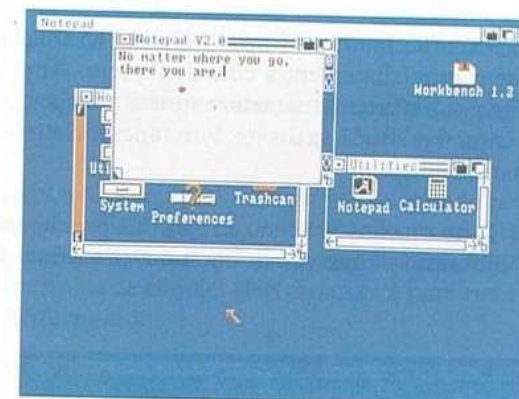 Notepad
Notepad V2.0
No matter where you go,
there you are.
Workbench 1.2
Utilities
System
Preferences
Trashcan
Notepad
Calculator